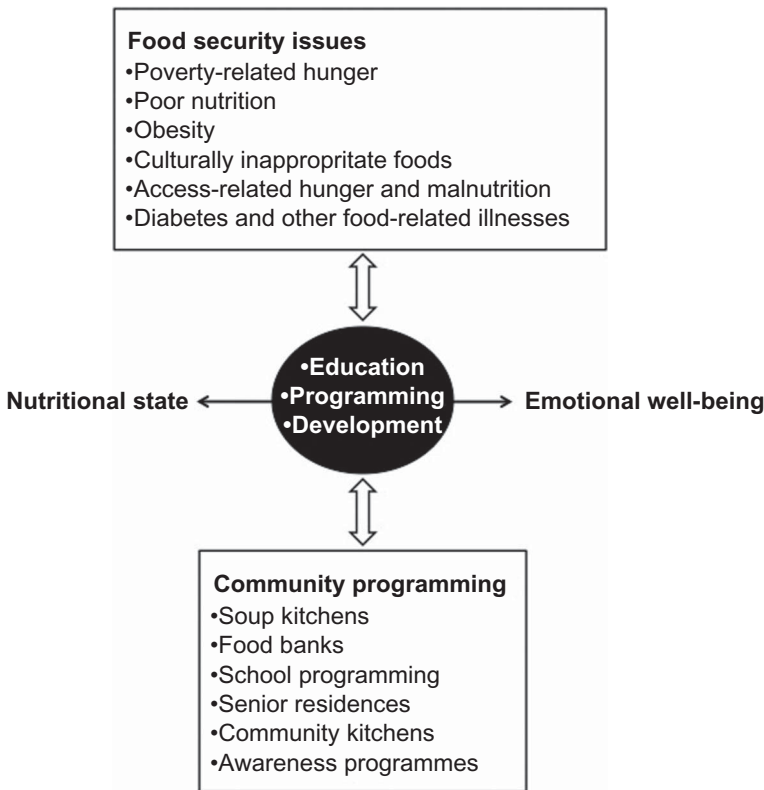 Food security issues
•Poverty-related hunger
•Poor nutrition
•Obesity
•Culturally inappropritate foods
•Access-related hunger and malnutrition
•Diabetes and other food-related illnesses
•Education
•Programming
•Development
Nutritional state
Emotional well-being
Community programming
•Soup kitchens
•Food banks
•School programming
•Senior residences
•Community kitchens
•Awareness programmes